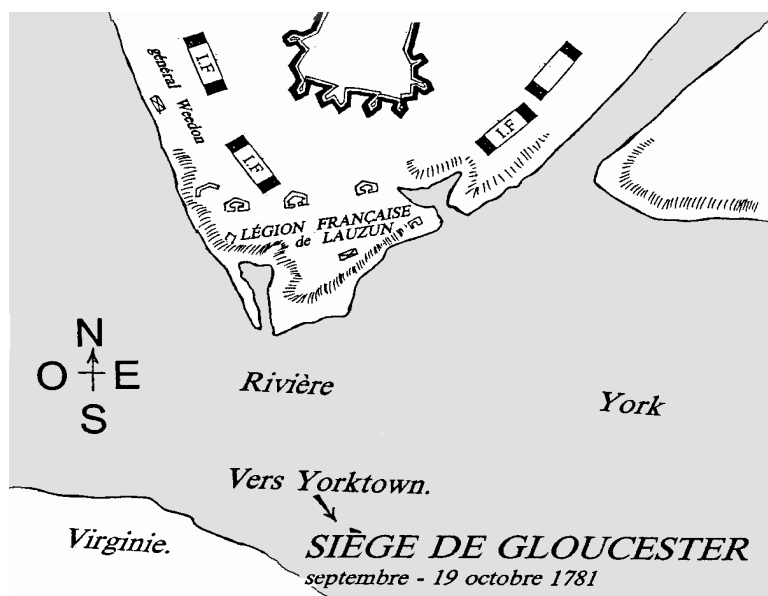 I.F
général Weedon
I.F
I.F
LÉGION FRANÇAISE
de LAUZUN
N
O E
S
Rivière
York
Vers Yorktown.
Virginie.
SIÈGE DE GLOUCESTER
septembre - 19 octobre 1781